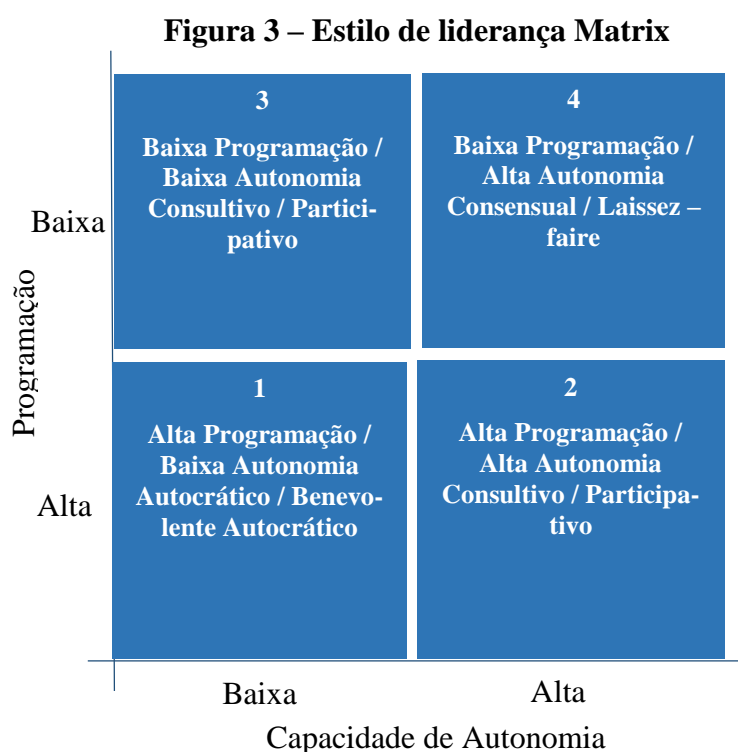 Figura 3 – Estilo de liderança Matrix
3
Baixa Programação /
Baixa Autonomia
Consultivo / Partici-
pativo
4
Baixa Programação /
Alta Autonomia
Consensual / Laissez –
faire
Baixa
Programação
1
Alta Programação /
Baixa Autonomia
Autocrático / Benevo-
lente Autocrático
2
Alta Programação /
Alta Autonomia
Consultivo / Participa-
tivo
Alta
Baixa
Alta
Capacidade de Autonomia